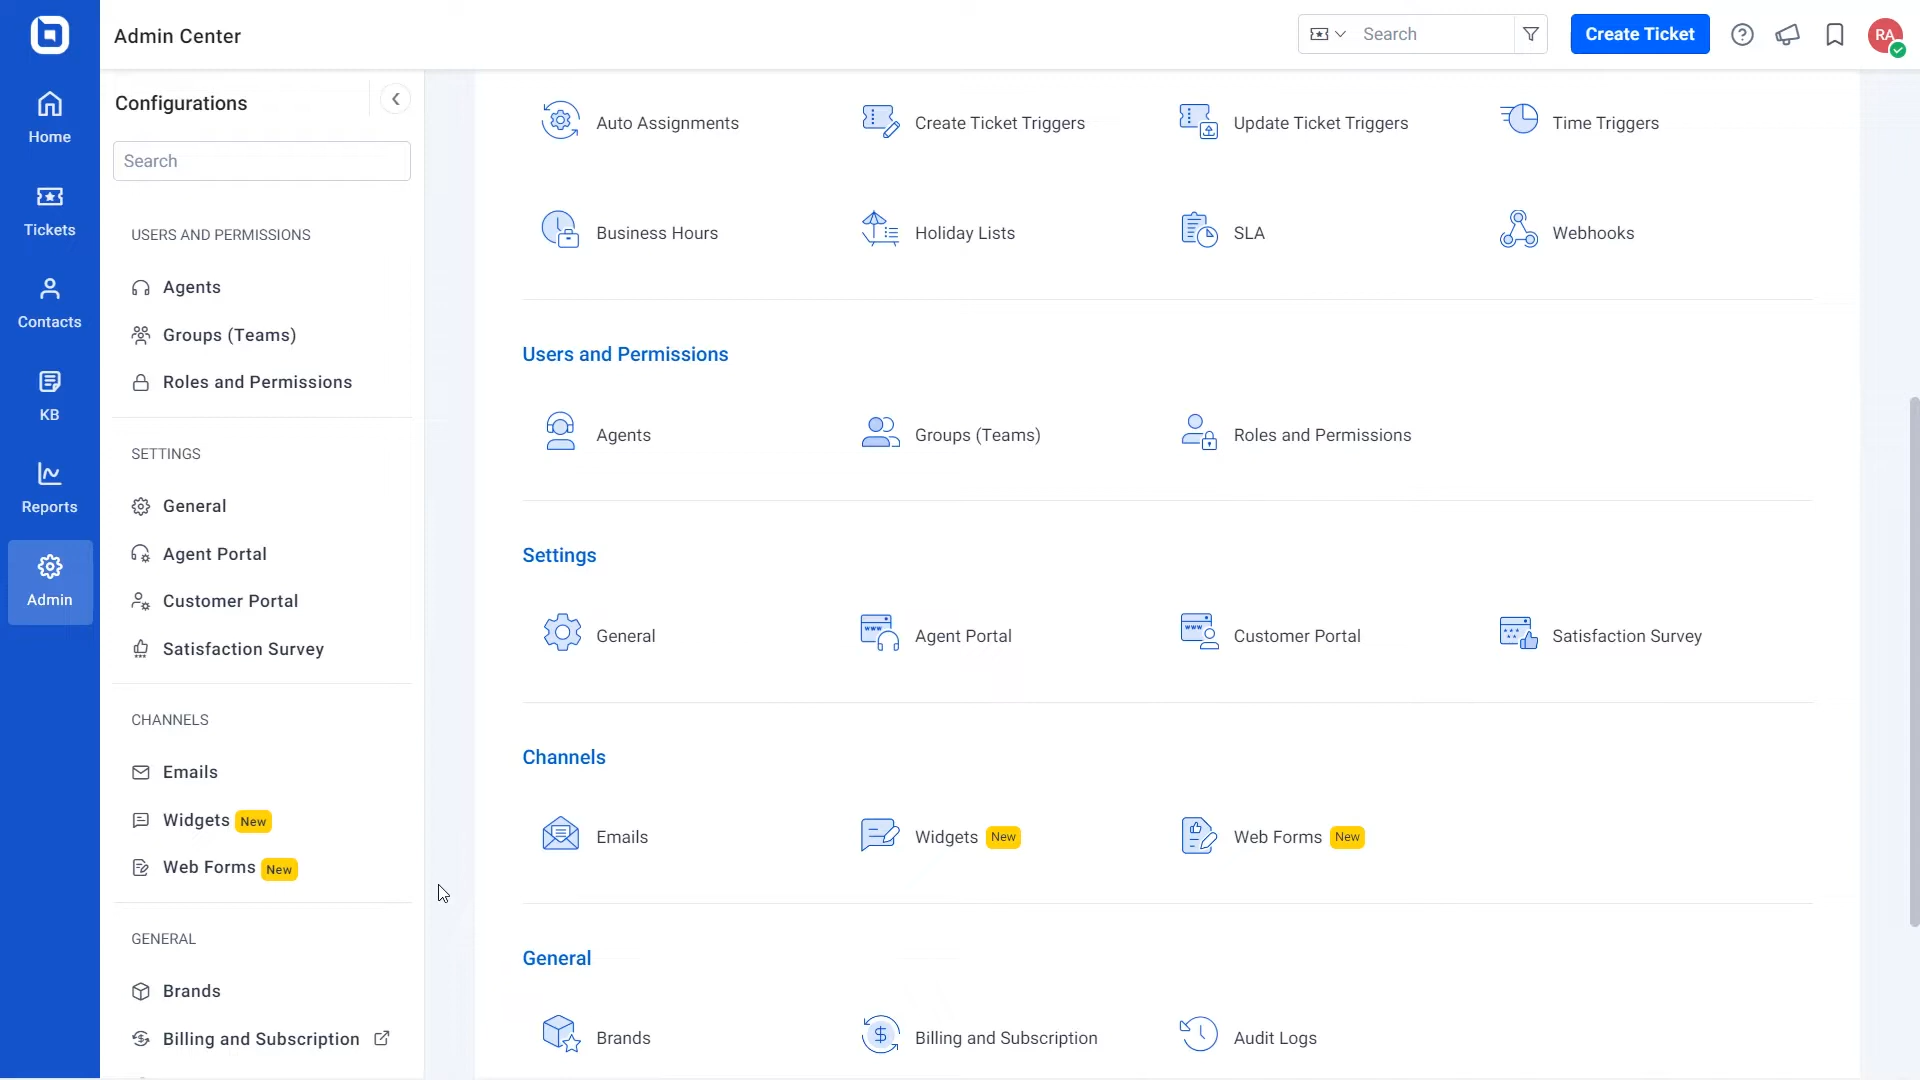 Admin Center
Search
Create Ticket
RA
Home
Tickets
Contacts
KB
Reports
Admin
Configurations
Search
USERS AND PERMISSIONS
Agents
Groups (Teams)
Roles and Permissions
SETTINGS
General
Agent Portal
Customer Portal
Satisfaction Survey
CHANNELS
Emails
Widgets New
Web Forms New
GENERAL
Brands
Billing and Subscription
Auto Assignments
Create Ticket Triggers
Update Ticket Triggers
Time Triggers
Business Hours
Holiday Lists
SLA
Webhooks
Users and Permissions
Agents
Groups (Teams)
Roles and Permissions
Settings
General
Agent Portal
Customer Portal
Satisfaction Survey
Channels
Emails
Widgets New
Web Forms New
General
Brands
Billing and Subscription
Audit Logs